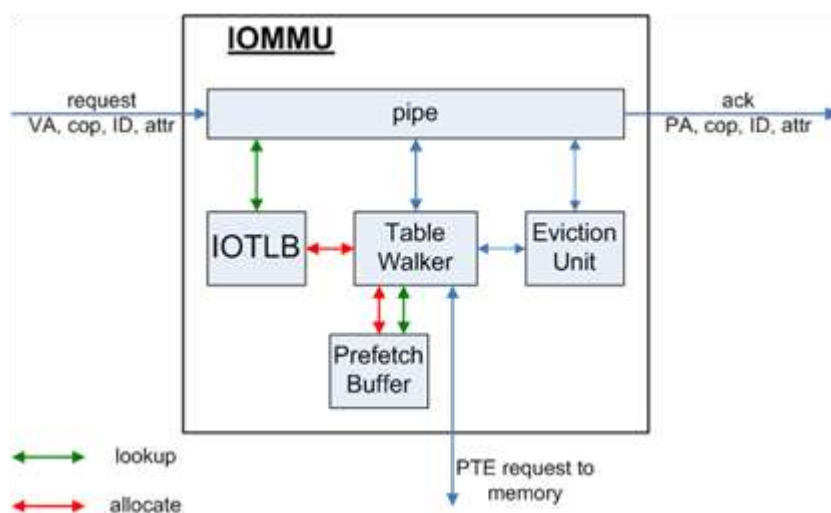 IOMMU
request
VA, cop, ID, attr
pipe
ack
PA, cop, ID, attr
IOTLB
Table
Walker
Eviction
Unit
Prefetch
Buffer
lookup
allocate
PTE request to
memory